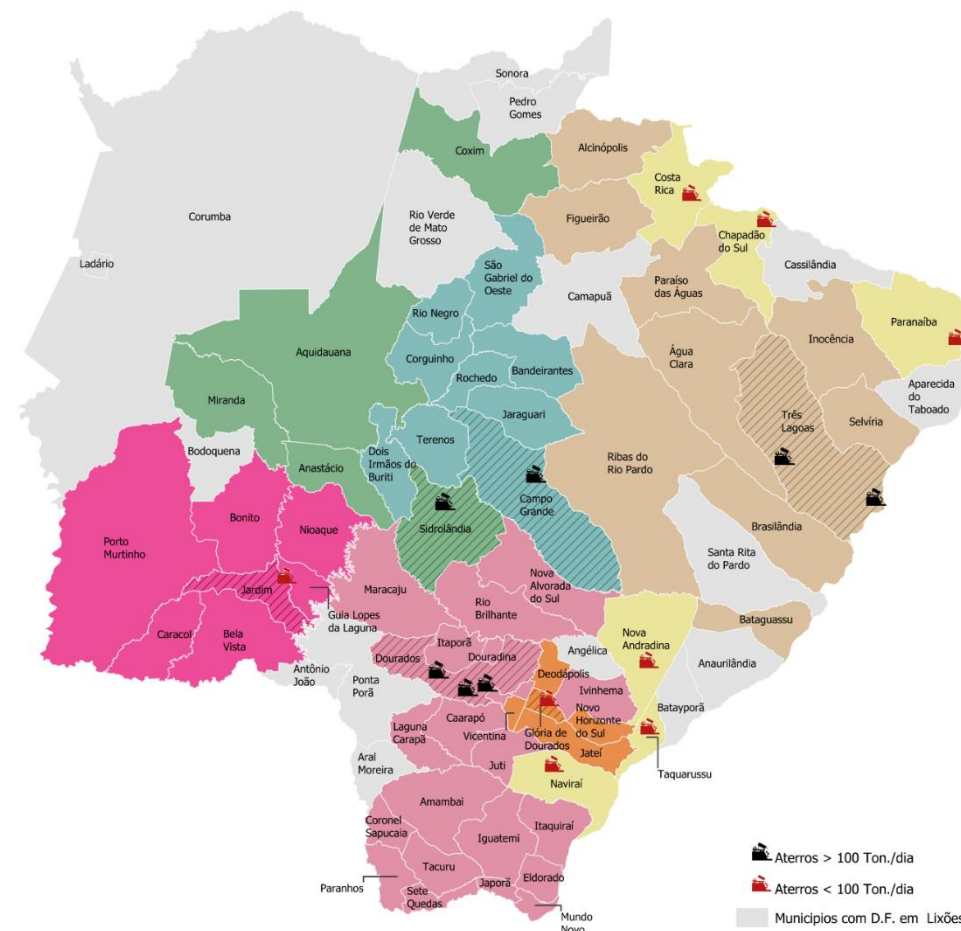 Sonora
Pedro
Gomes
Coxim
Alcinópolis
Costa
Rica
Corumba
Rio Verde
de Mato
Grosso
Figueirão
Chapadão
do Sul
Ladário
São
Gabriel do
Oeste
Cassilândia
Camapuã
Paraíso
das Águas
Rio Negro
Paranaíba
Inocência
Aquidauana
Corguinho
Água
Clara
Bandeirantes
Rochedo
Aparecida
do
Taboado
Miranda
Jaraguari
Três
Lagoas
Selvíria
Terenos
Bodoquena
Dois
Irmãos do
Buriti
Ribas do
Rio Pardo
Anastácio
Campo
Grande
Bonito
Nioaque
Sidrolândia
Brasilândia
Porto
Murtinho
Santa Rita
do Pardo
Nova
Alvorada
do Sul
Maracaju
Jardim
Rio
Brilhante
Guia Lopes
da Laguna
Bataguassu
Caracol
Bela
Vista
Nova
Andradina
Itaporã
Dourados
Douradina
Angélica
Anaurilândia
Antônio
João
Deodápolis
Ponta
Porã
Ivinhema
Batayporã
Novo
Horizonte
do Sul
Caarapó
Laguna
Carapã
Vicentina
Glória de
Dourados
Jateí
Aral
Moreira
Juti
Taquarussu
Naviraí
Amambai
Coronel
Sapucaia
Itaquiraí
Iguatemi
Tacuru
Eldorado
Paranhos
Japorã
Sete
Quedas
Mundo
Novo
Aterros > 100 Ton./dia
Aterros < 100 Ton./dia
Municipios com D.F. em Lixões